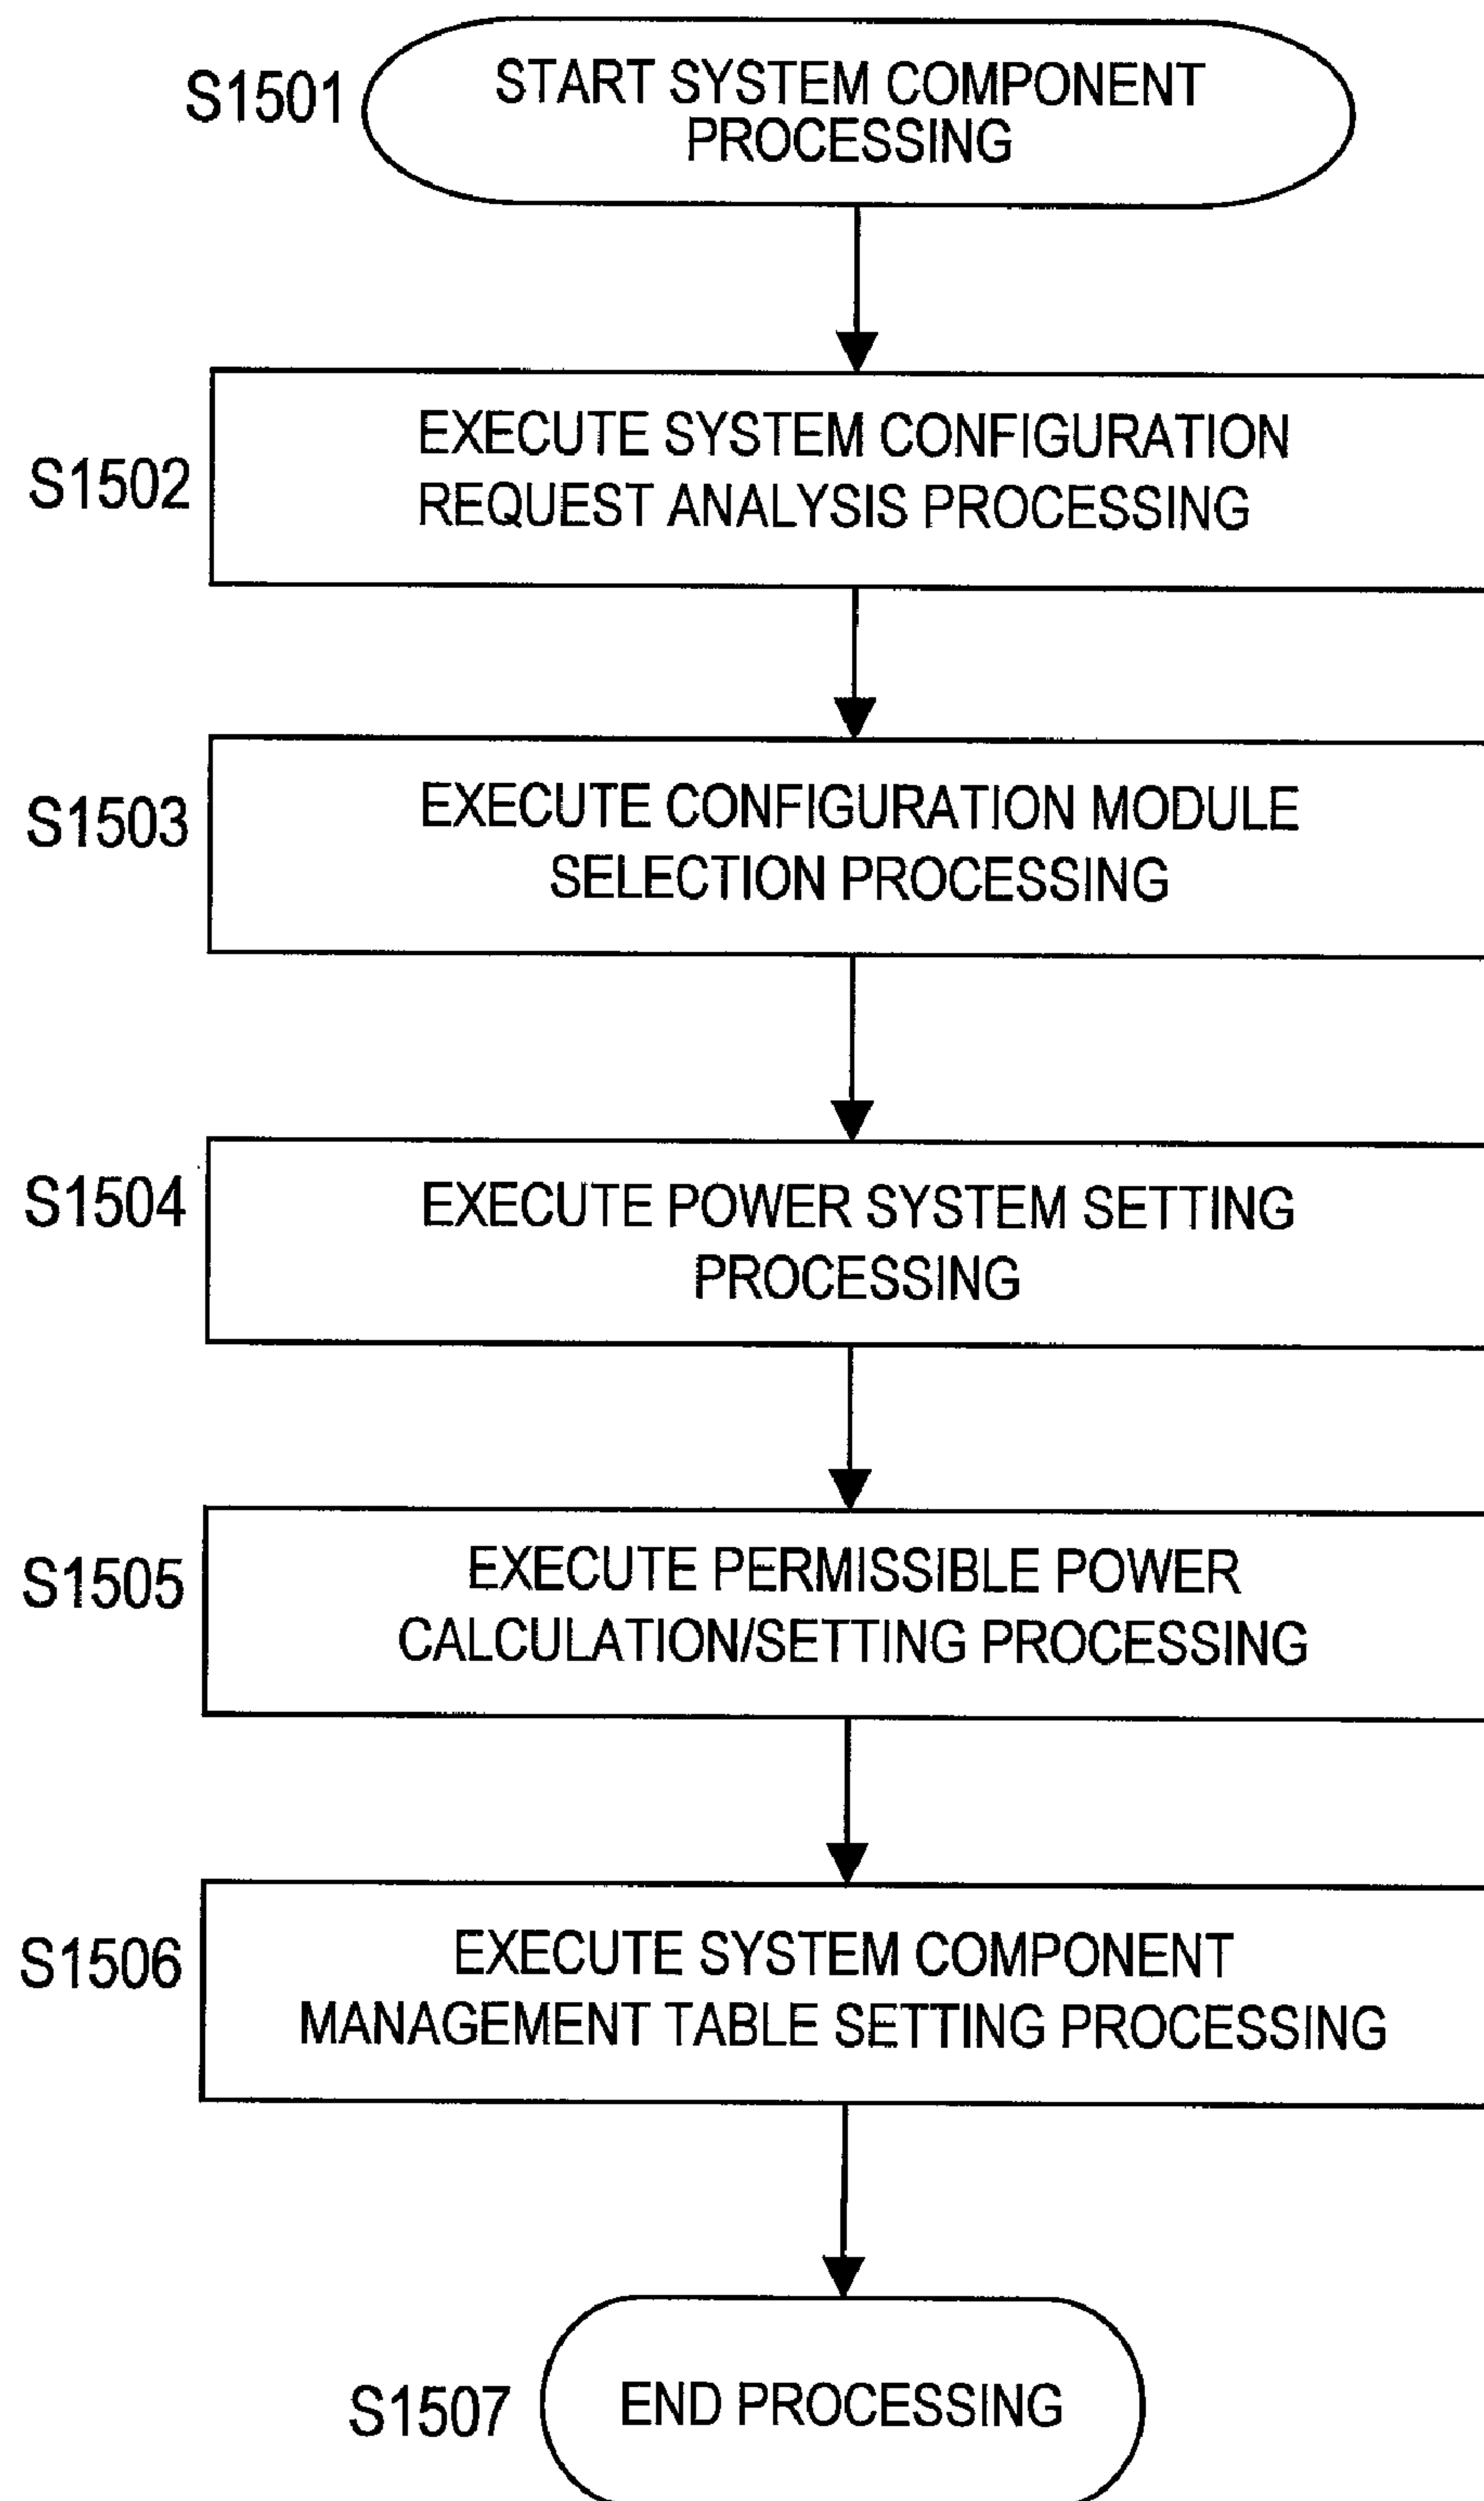 S1501
START SYSTEM COMPONENT
PROCESSING
S1502
EXECUTE SYSTEM CONFIGURATION
REQUEST ANALYSIS PROCESSING
S1503
EXECUTE CONFIGURATION MODULE
SELECTION PROCESSING
S1504
EXECUTE POWER SYSTEM SETTING
PROCESSING
S1505
EXECUTE PERMISSIBLE POWER
CALCULATION/SETTING PROCESSING
S1506
EXECUTE SYSTEM COMPONENT
MANAGEMENT TABLE SETTING PROCESSING
S1507
END PROCESSING